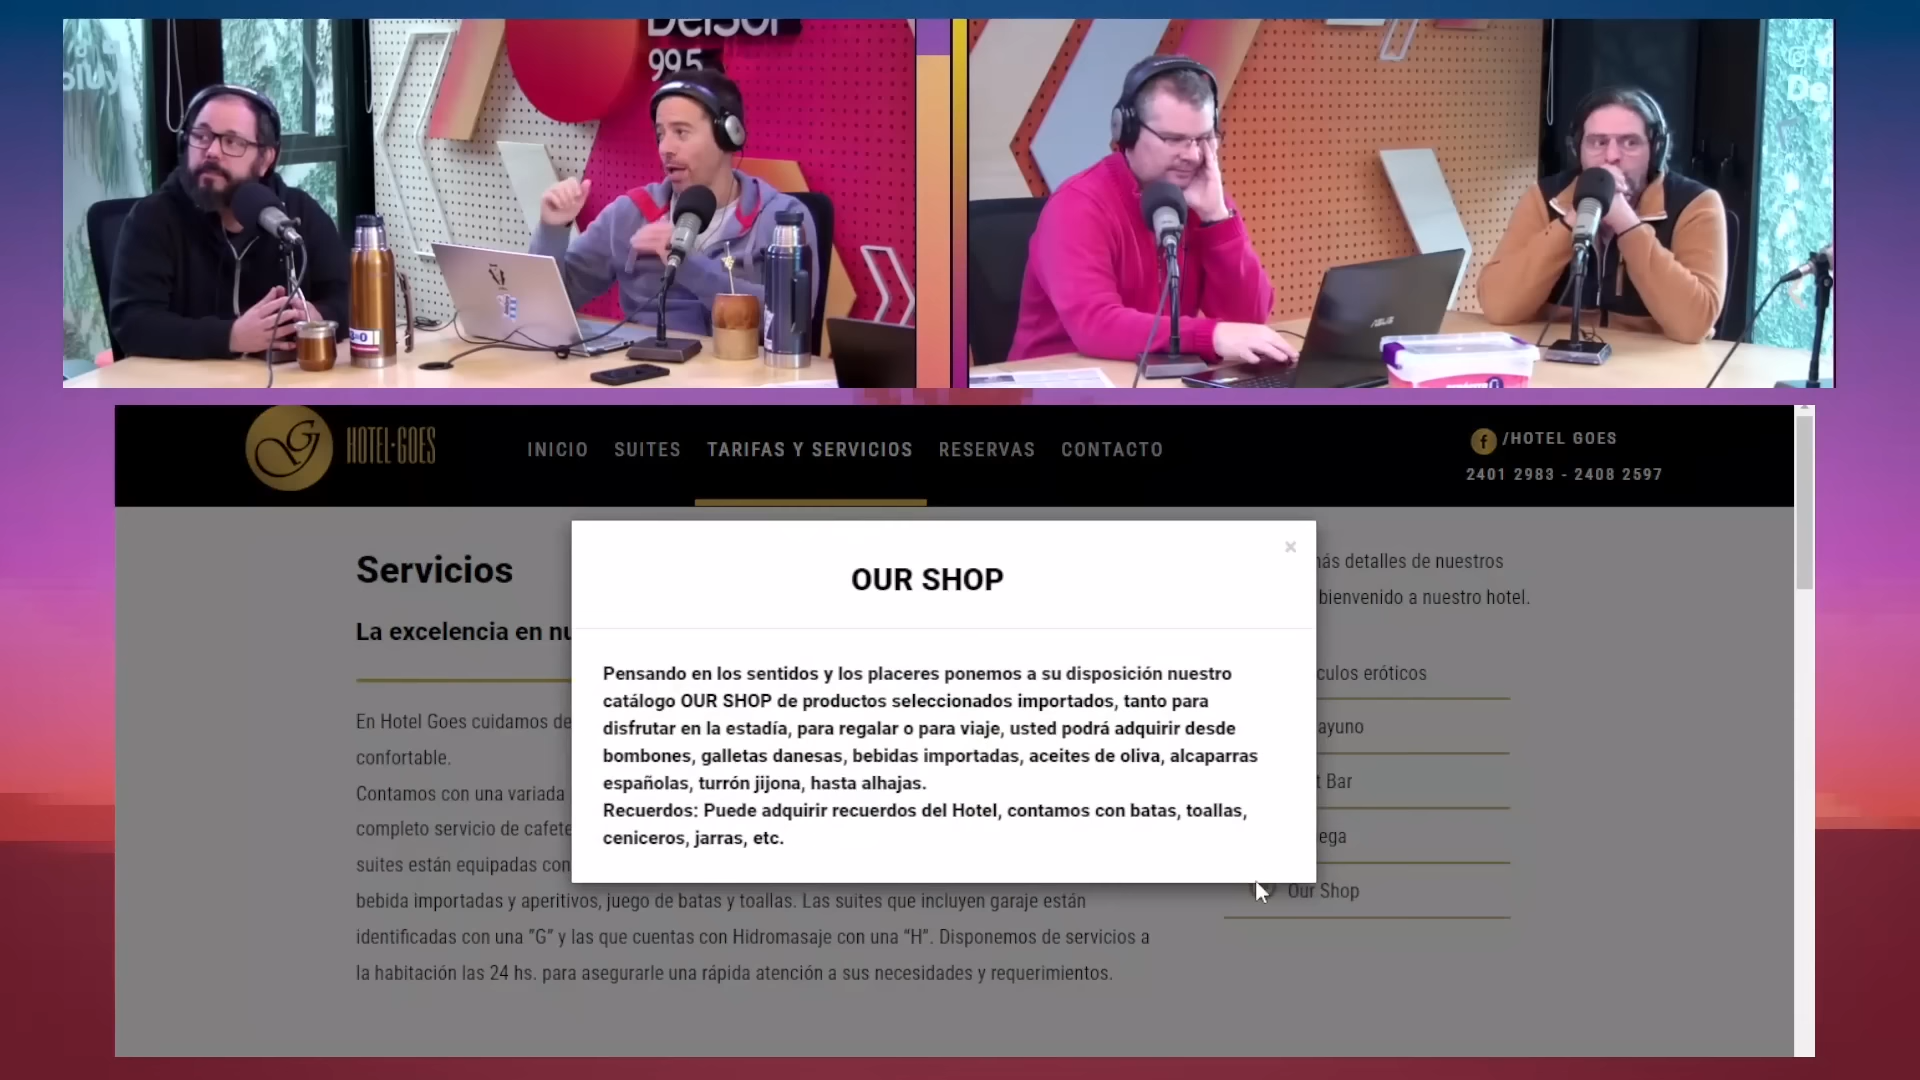 DelSol
99.5
De
HOTEL·GOES
INICIO
SUITES
TARIFAS Y SERVICIOS
RESERVAS
CONTACTO
/HOTEL GOES
2401 2983 - 2408 2597
Servicios
La excelencia en nu
OUR SHOP
×
Pensando en los sentidos y los placeres ponemos a su disposición nuestro
catálogo OUR SHOP de productos seleccionados importados, tanto para
disfrutar en la estadía, para regalar o para viaje, usted podrá adquirir desde
bombones, galletas danesas, bebidas importadas, aceites de oliva, alcaparras
españolas, turrón jijona, hasta alhajas.
Recuerdos: Puede adquirir recuerdos del Hotel, contamos con batas, toallas,
ceniceros, jarras, etc.
En Hotel Goes cuidamos de
confortable.
Contamos con una variada
completo servicio de cafete
suites están equipadas con
bebida importadas y aperitivos, juego de batas y toallas. Las suites que incluyen garaje están
identificadas con una "G" y las que cuentas con Hidromasaje con una "H". Disponemos de servicios a
la habitación las 24 hs. para asegurarle una rápida atención a sus necesidades y requerimientos.
más detalles de nuestros
bienvenido a nuestro hotel.
culos eróticos
ayuno
t Bar
ega
Our Shop